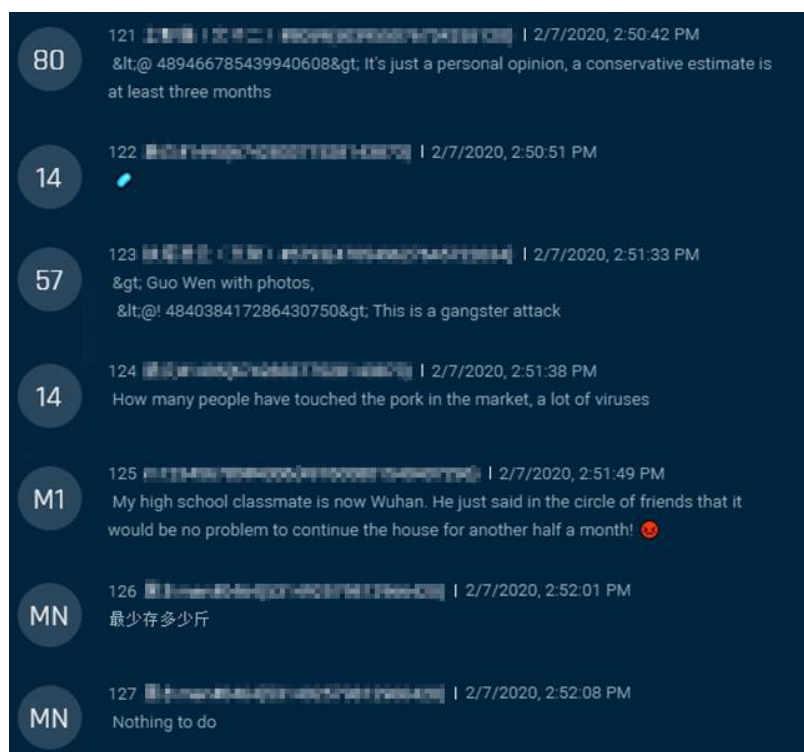 80
121 | 2/7/2020, 2:50:42 PM
&lt;@ 489466785439940608&gt; It's just a personal opinion, a conservative estimate is
at least three months
14
122 | 2/7/2020, 2:50:51 PM
57
123 | 2/7/2020, 2:51:33 PM
&gt; Guo Wen with photos,
&lt;@! 484038417286430750&gt; This is a gangster attack
14
124 | 2/7/2020, 2:51:38 PM
How many people have touched the pork in the market, a lot of viruses
M1
125 | 2/7/2020, 2:51:49 PM
My high school classmate is now Wuhan. He just said in the circle of friends that it
would be no problem to continue the house for another half a month!
MN
126 | 2/7/2020, 2:52:01 PM
最少存多少斤
MN
127 | 2/7/2020, 2:52:08 PM
Nothing to do